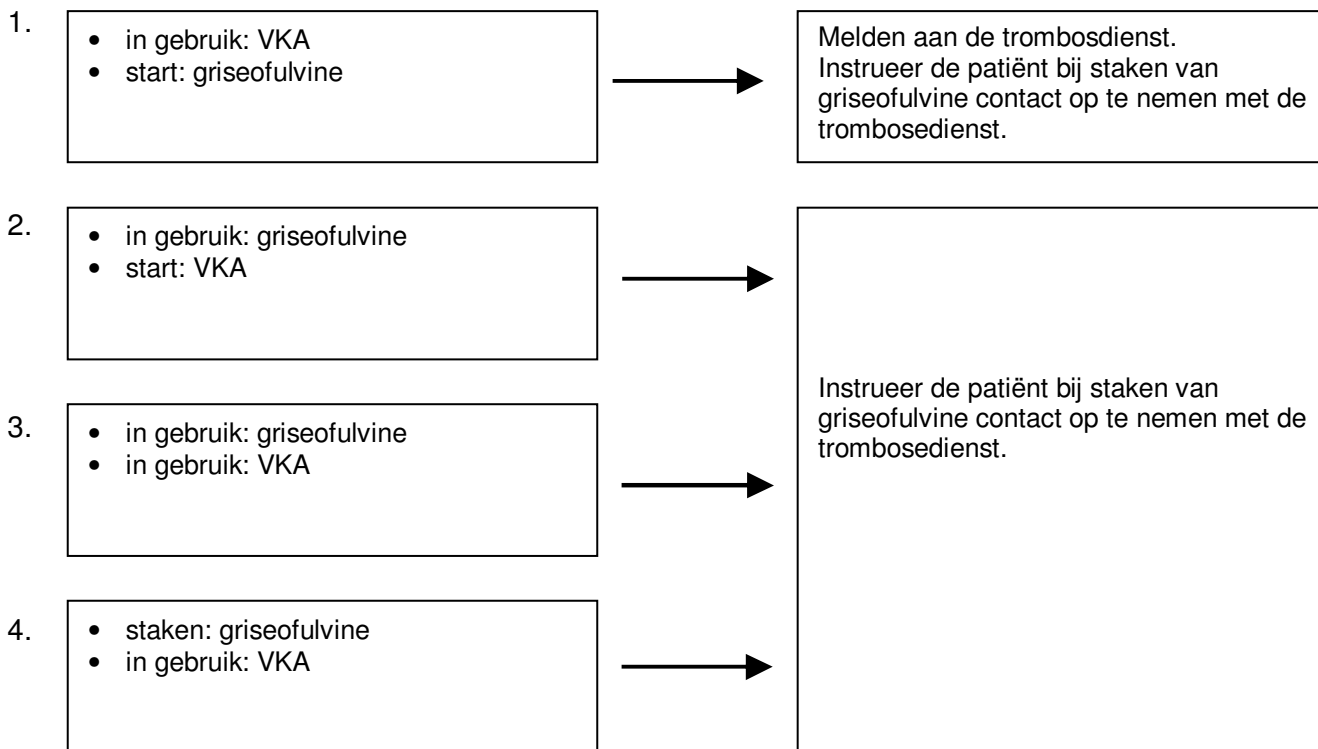 1.
• in gebruik: VKA
• start: griseofulvine
Melden aan de trombosdienst.
Instrueer de patiënt bij staken van
griseofulvine contact op te nemen met de
trombosedienst.
2.
• in gebruik: griseofulvine
• start: VKA
3.
• in gebruik: griseofulvine
• in gebruik: VKA
Instrueer de patiënt bij staken van
griseofulvine contact op te nemen met de
trombosedienst.
4.
• staken: griseofulvine
• in gebruik: VKA